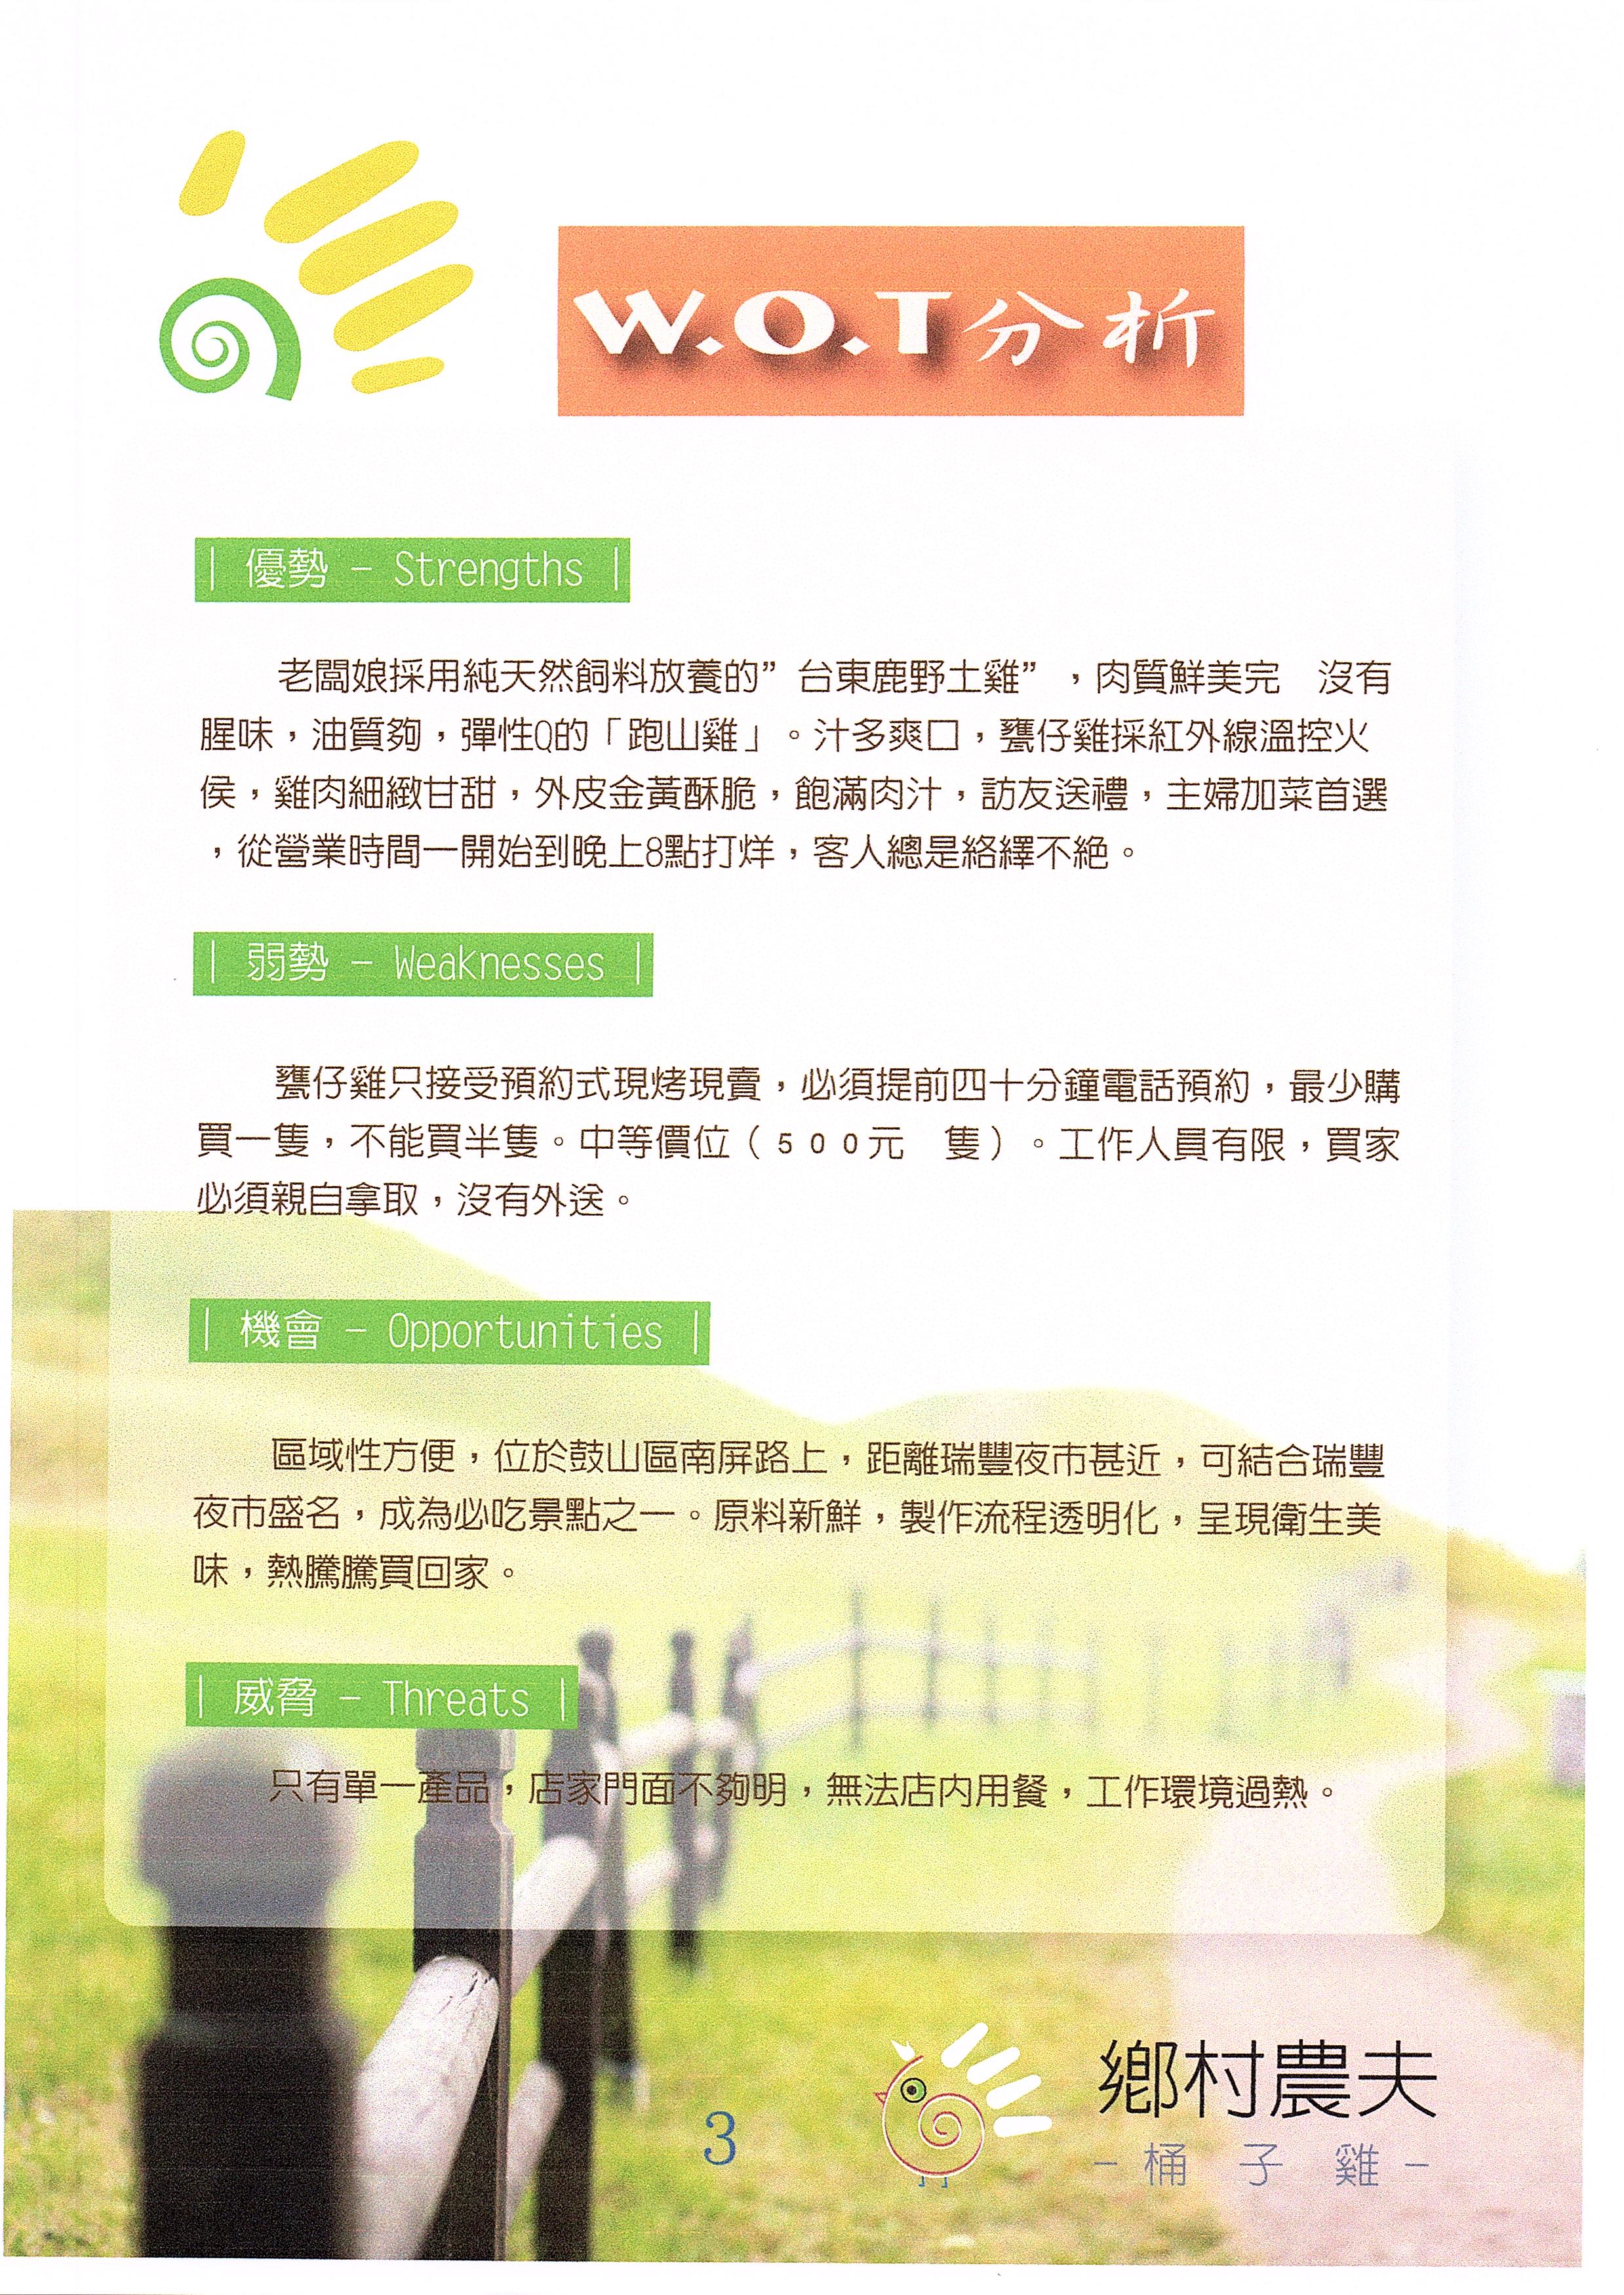 W.O.T分析
| 優勢 - Strengths |
老闆娘採用純天然飼料放養的”台東鹿野土雞”，肉質鮮美完　沒有
腥味，油質夠，彈性Q的「跑山雞」。汁多爽口，甕仔雞採紅外線溫控火
侯，雞肉細緻甘甜，外皮金黃酥脆，飽滿肉汁，訪友送禮，主婦加菜首選
，從營業時間一開始到晚上8點打烊，客人總是絡繹不絕。
| 弱勢 - Weaknesses |
甕仔雞只接受預約式現烤現賣，必須提前四十分鐘電話預約，最少購
買一隻，不能買半隻。中等價位（５００元　隻）。工作人員有限，買家
必須親自拿取，沒有外送。
| 機會 - Opportunities |
區域性方便，位於鼓山區南屏路上，距離瑞豐夜市甚近，可結合瑞豐
夜市盛名，成為必吃景點之一。原料新鮮，製作流程透明化，呈現衛生美
味，熱騰騰買回家。
| 威脅 - Threats |
只有單一產品，店家門面不夠明，無法店內用餐，工作環境過熱。
3
鄉村農夫
-桶子雞-